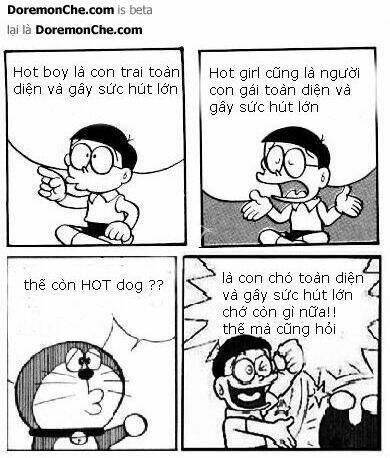 DoremonChe.com is beta
lại là DoremonChe.com
Hot boy là con trai toàn
diện và gây sức hút lớn
Hot girl cũng là người
con gái toàn diện và
gây sức hút lớn
thế còn HOT dog ??
là con chó toàn diện
và gây sức hút lớn
chớ còn gì nữa!!
thế mà cũng hỏi